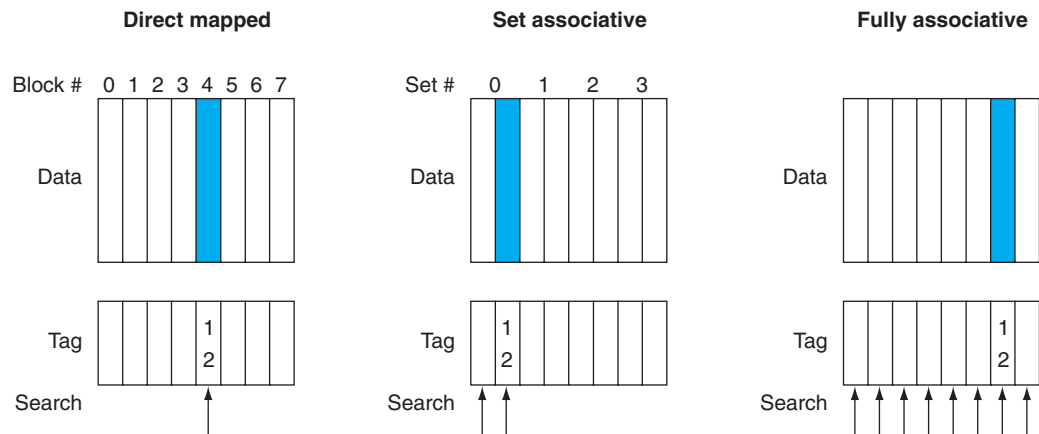 Direct mapped
Block # 0 1 2 3 4 5 6 7
Data
Tag
1
2
Search
Set associative
Set # 0 1 2 3
Data
Tag
1
2
Search
Fully associative
Data
Tag
1
2
Search